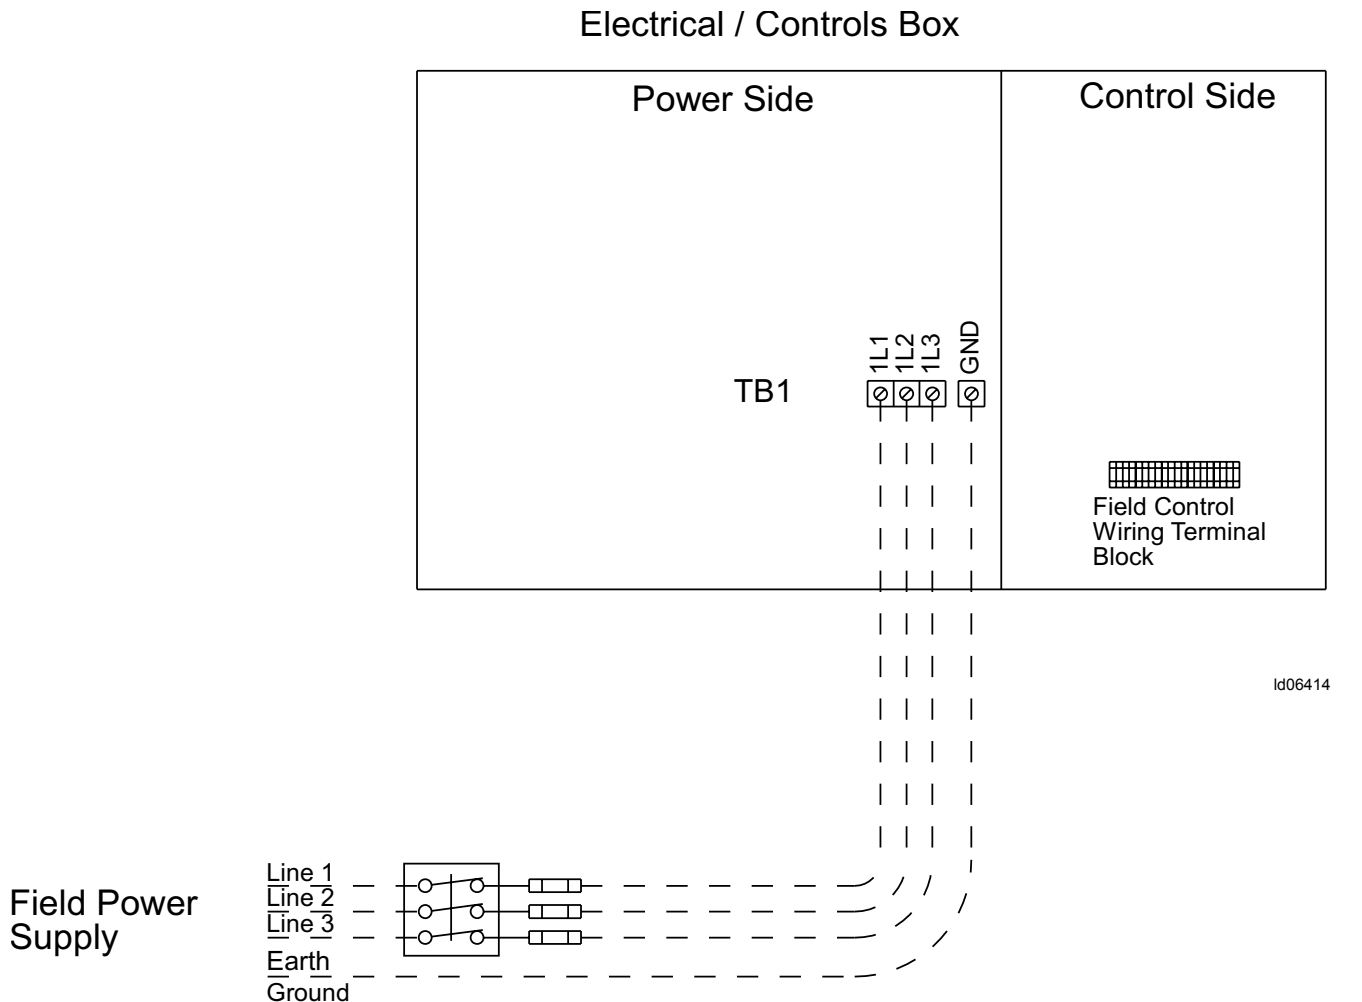 Electrical / Controls Box
Power Side
Control Side
1L1
1L2
1L3
GND
TB1
Field Control
Wiring Terminal
Block
ld06414
Field Power
Supply
Line 1
Line 2
Line 3
Earth
Ground